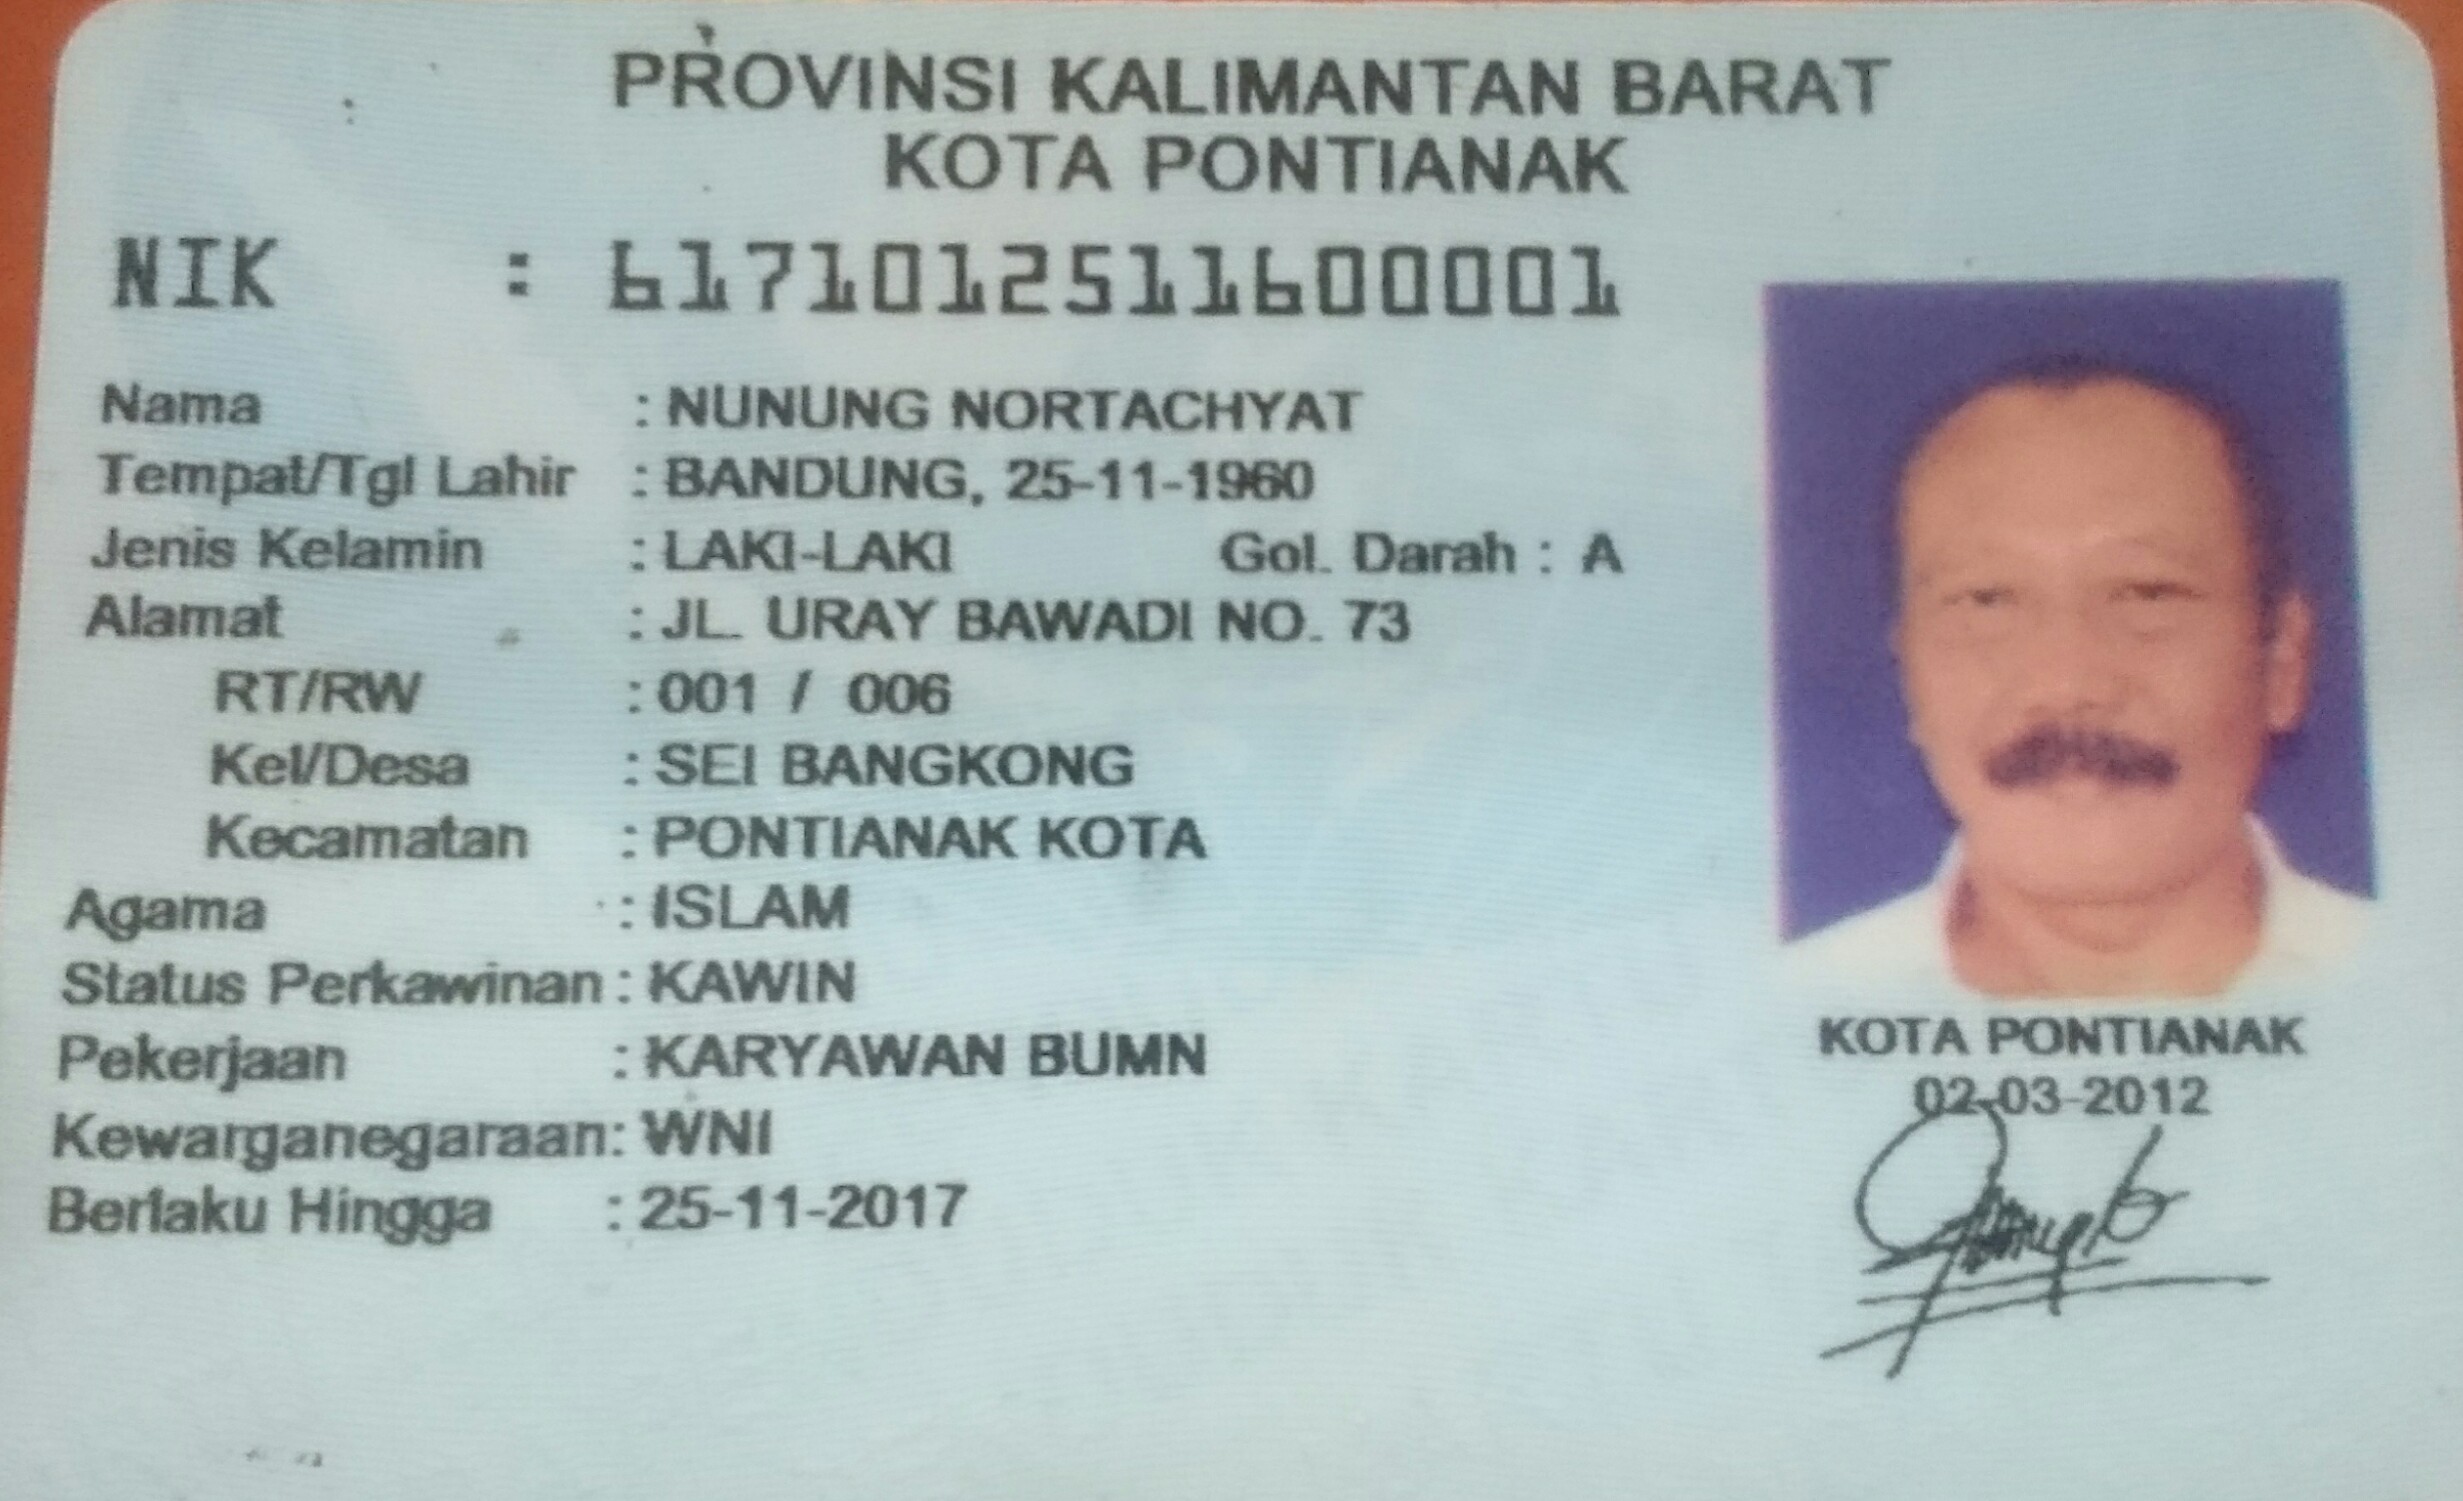 PROVINSI KALIMANTAN BARAT
KOTA PONTIANAK
NIK : 6171012511600001
Nama : NUNUNG NORTACHYAT
Tempat/Tgl Lahir : BANDUNG, 25-11-1960
Jenis Kelamin : LAKI-LAKI Gol. Darah : A
Alamat : JL. URAY BAWADI NO. 73
RT/RW : 001 / 006
Kel/Desa : SEI BANGKONG
Kecamatan : PONTIANAK KOTA
Agama : ISLAM
Status Perkawinan : KAWIN
Pekerjaan : KARYAWAN BUMN
Kewarganegaraan : WNI
Berlaku Hingga : 25-11-2017
KOTA PONTIANAK
02-03-2012